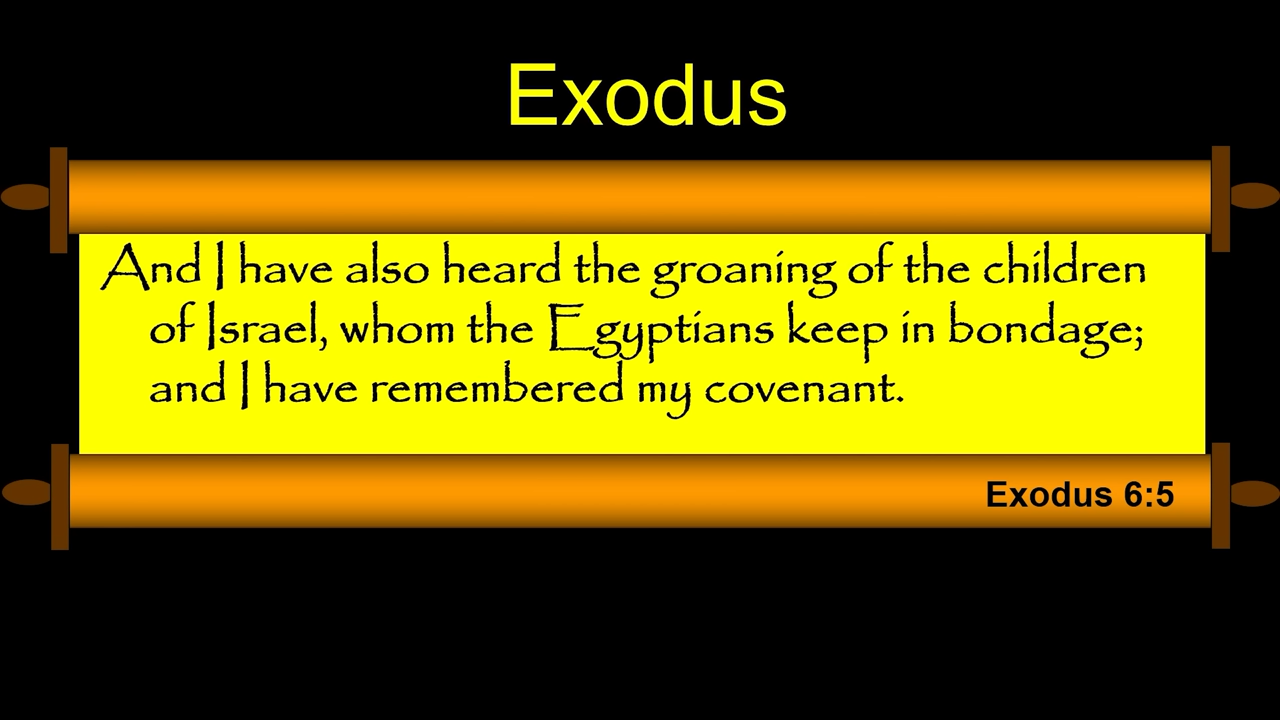 Exodus
And I have also heard the groaning of the children
of Israel, whom the Egyptians keep in bondage;
and I have remembered my covenant.
Exodus 6:5